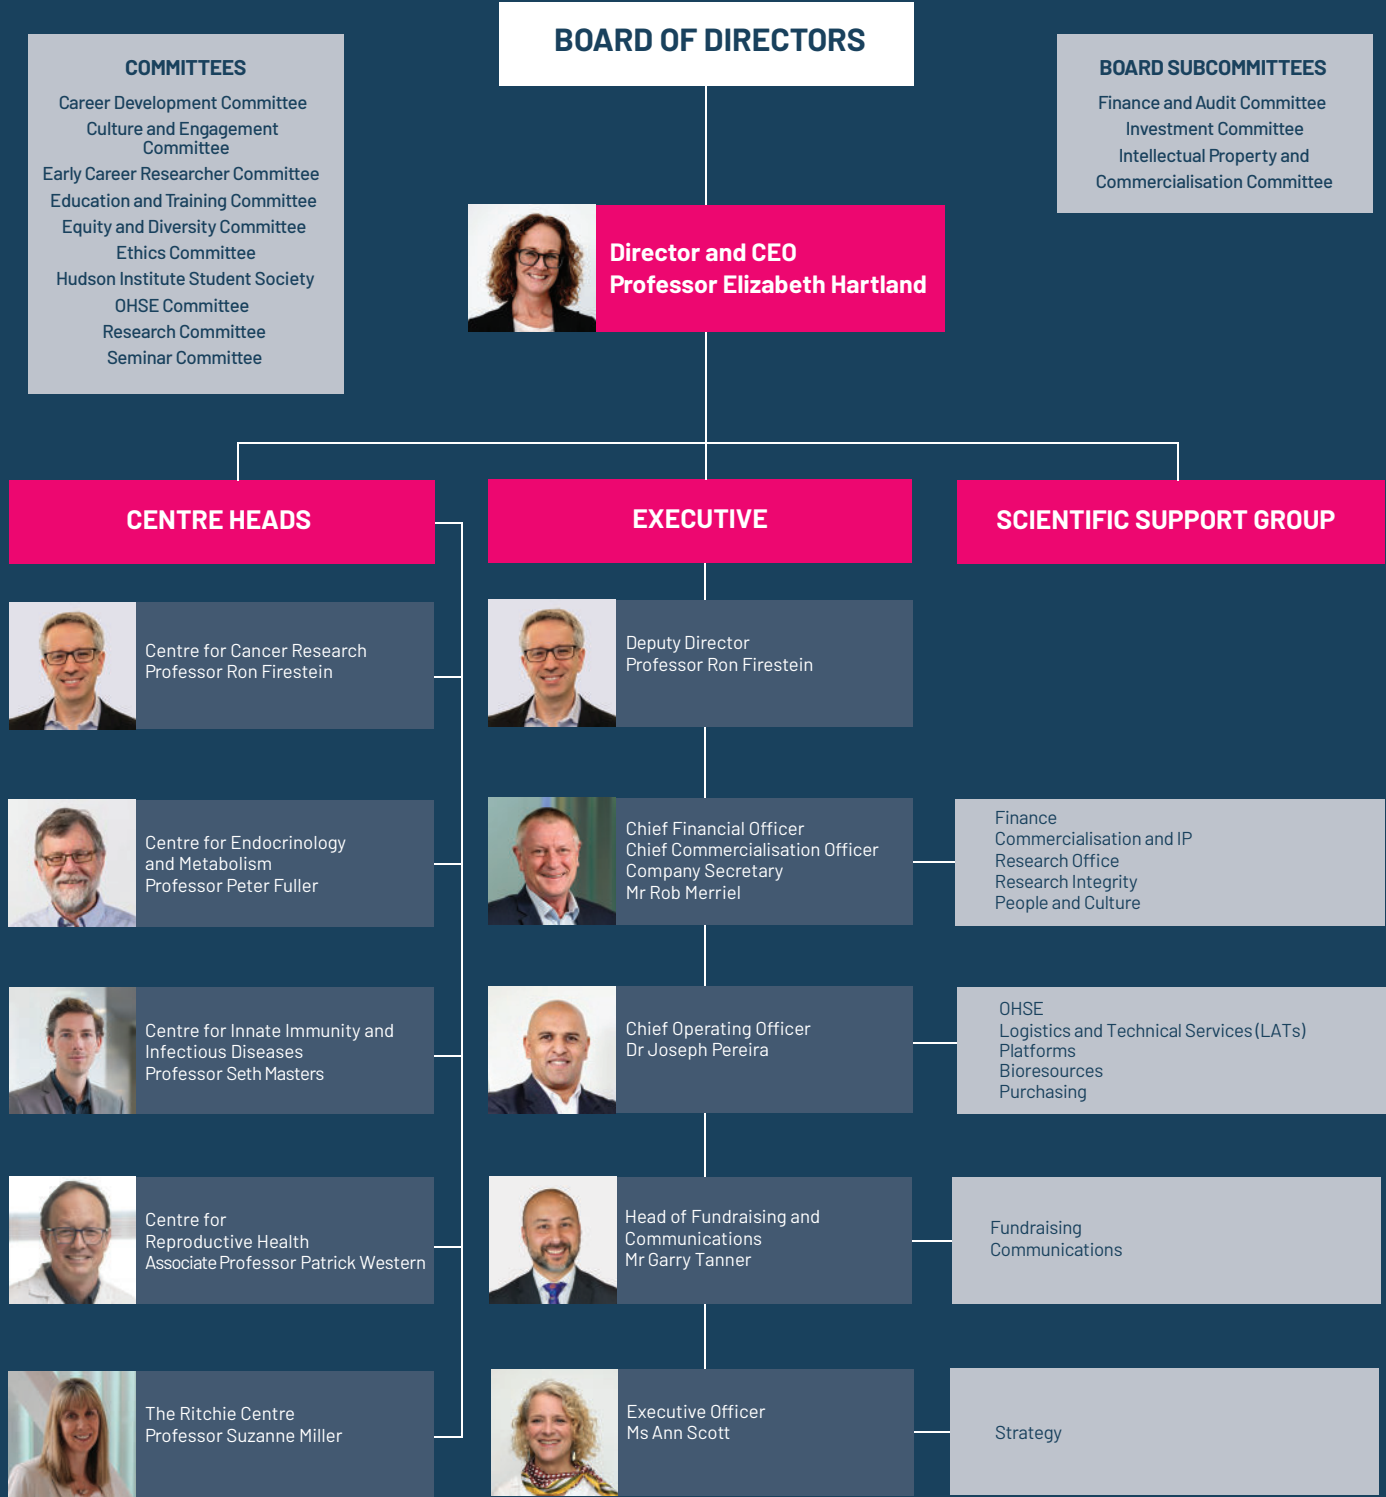 BOARD OF DIRECTORS
COMMITTEES
Career Development Committee
Culture and Engagement
Committee
Early Career Researcher Committee
Education and Training Committee
Equity and Diversity Committee
Ethics Committee
Hudson Institute Student Society
OHSE Committee
Research Committee
Seminar Committee
BOARD SUBCOMMITTEES
Finance and Audit Committee
Investment Committee
Intellectual Property and
Commercialisation Committee
Director and CEO
Professor Elizabeth Hartland
CENTRE HEADS
Centre for Cancer Research
Professor Ron Firestein
Centre for Endocrinology
and Metabolism
Professor Peter Fuller
Centre for Innate Immunity and
Infectious Diseases
Professor Seth Masters
Centre for
Reproductive Health
Associate Professor Patrick Western
The Ritchie Centre
Professor Suzanne Miller
EXECUTIVE
Deputy Director
Professor Ron Firestein
Chief Financial Officer
Chief Commercialisation Officer
Company Secretary
Mr Rob Merriel
Chief Operating Officer
Dr Joseph Pereira
Head of Fundraising and
Communications
Mr Garry Tanner
Executive Officer
Ms Ann Scott
SCIENTIFIC SUPPORT GROUP
Finance
Commercialisation and IP
Research Office
Research Integrity
People and Culture
OHSE
Logistics and Technical Services (LATs)
Platforms
Bioresources
Purchasing
Fundraising
Communications
Strategy